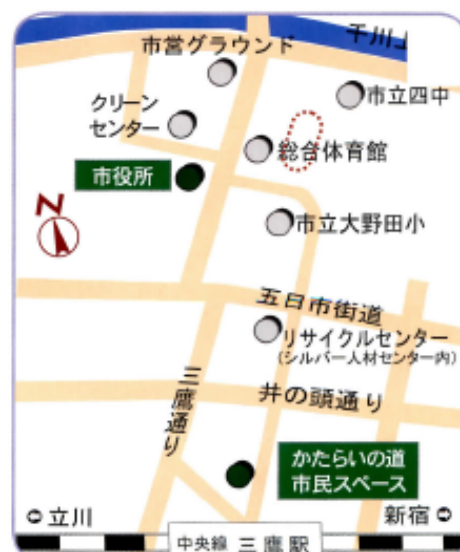 千川上
市営グラウンド
市立四中
クリーン
センター
総合体育館
市役所
N
市立大野田小
五日市街道
リサイクルセンター
(シルバー人材センター内)
三鷹通り
井の頭通り
かたらいの道
市民スペース
立川
新宿
中央線 三鷹駅